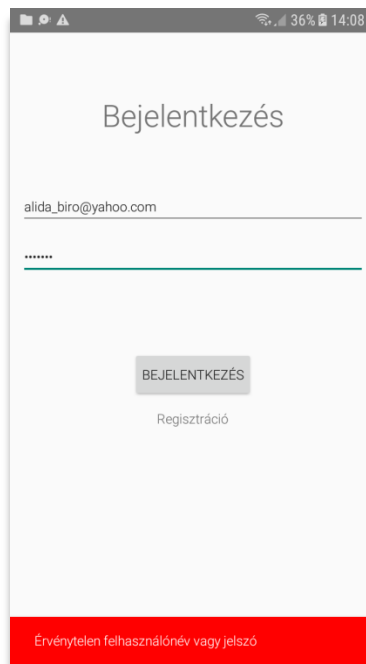 36% 14:08
Bejelentkezés
alida_biro@yahoo.com
•••••••
BEJELENTKEZÉS
Regisztráció
Érvénytelen felhasználónév vagy jelszó